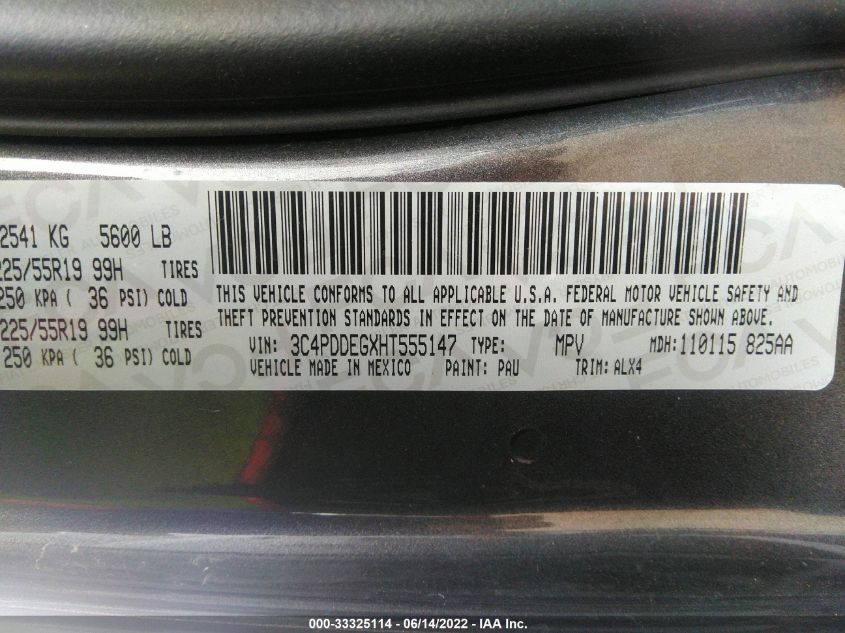 2541 KG 5600 LB
225/55R19 99H TIRES
250 KPA ( 36 PSI) COLD
225/55R19 99H TIRES
250 KPA ( 36 PSI) COLD
THIS VEHICLE CONFORMS TO ALL APPLICABLE U.S.A. FEDERAL MOTOR VEHICLE SAFETY AND
THEFT PREVENTION STANDARDS IN EFFECT ON THE DATE OF MANUFACTURE SHOWN ABOVE.
VIN: 3C4PDDEGXHT555147 TYPE: MPV MDH:110115 825AA
VEHICLE MADE IN MEXICO PAINT: PAU TRIM: ALX4
000-33325114 - 06/14/2022 - IAA Inc.